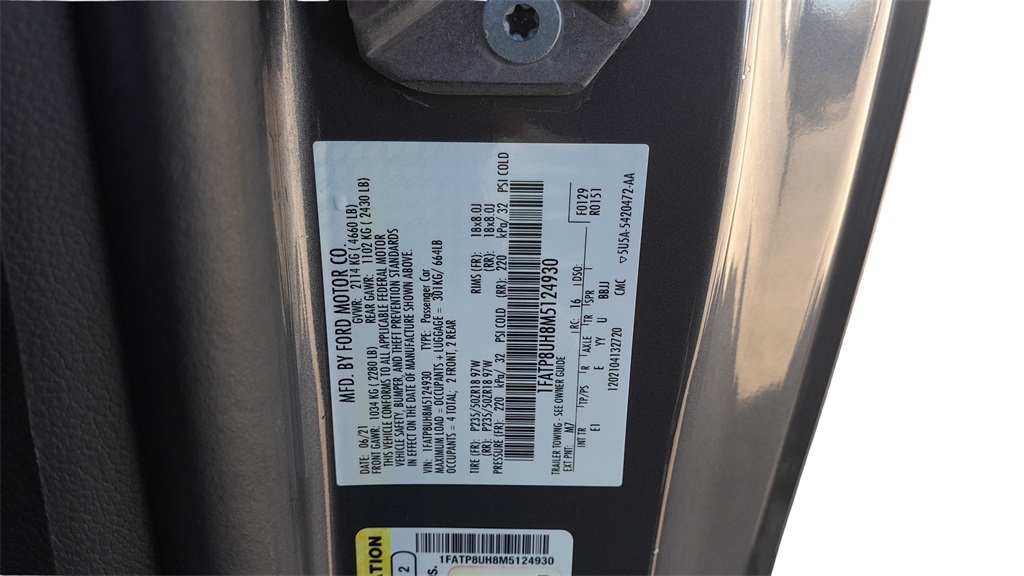 MFD. BY FORD MOTOR CO.
DATE: 06/21 GVWR: 2114 KG ( 4660 LB)
FRONT GAWR: 1034 KG ( 2280 LB) REAR GAWR: 1102 KG ( 2430 LB)
THIS VEHICLE CONFORMS TO ALL APPLICABLE FEDERAL MOTOR
VEHICLE SAFETY, BUMPER, AND THEFT PREVENTION STANDARDS
IN EFFECT ON THE DATE OF MANUFACTURE SHOWN ABOVE.
VIN: 1FATP8UH8M5124930 TYPE: Passenger Car
MAXIMUM LOAD = OCCUPANTS + LUGGAGE = 301KG/ 664LB
OCCUPANTS = 4 TOTAL; 2 FRONT, 2 REAR
TIRE (FR): P235/50ZR18 97W RIMS (FR): 18x8.0J
(RR): P235/50ZR18 97W (RR): 18x8.0J
PRESSURE (FR): 220 kPa/ 32 PSI COLD (RR): 220 kPa/ 32 PSI COLD
1FATP8UH8M5124930
TRAILER TOWING - SEE OWNER GUIDE F0129
EXT PNT: M7 RC: 16 DSO: R0151
INT TR TP/PS R AXLE TR SPR
E1 E YY U BBJJ
120210413272O CMC ▽5U5A-5420472-AA
ATION
2
S.
1FATP8UH8M5124930